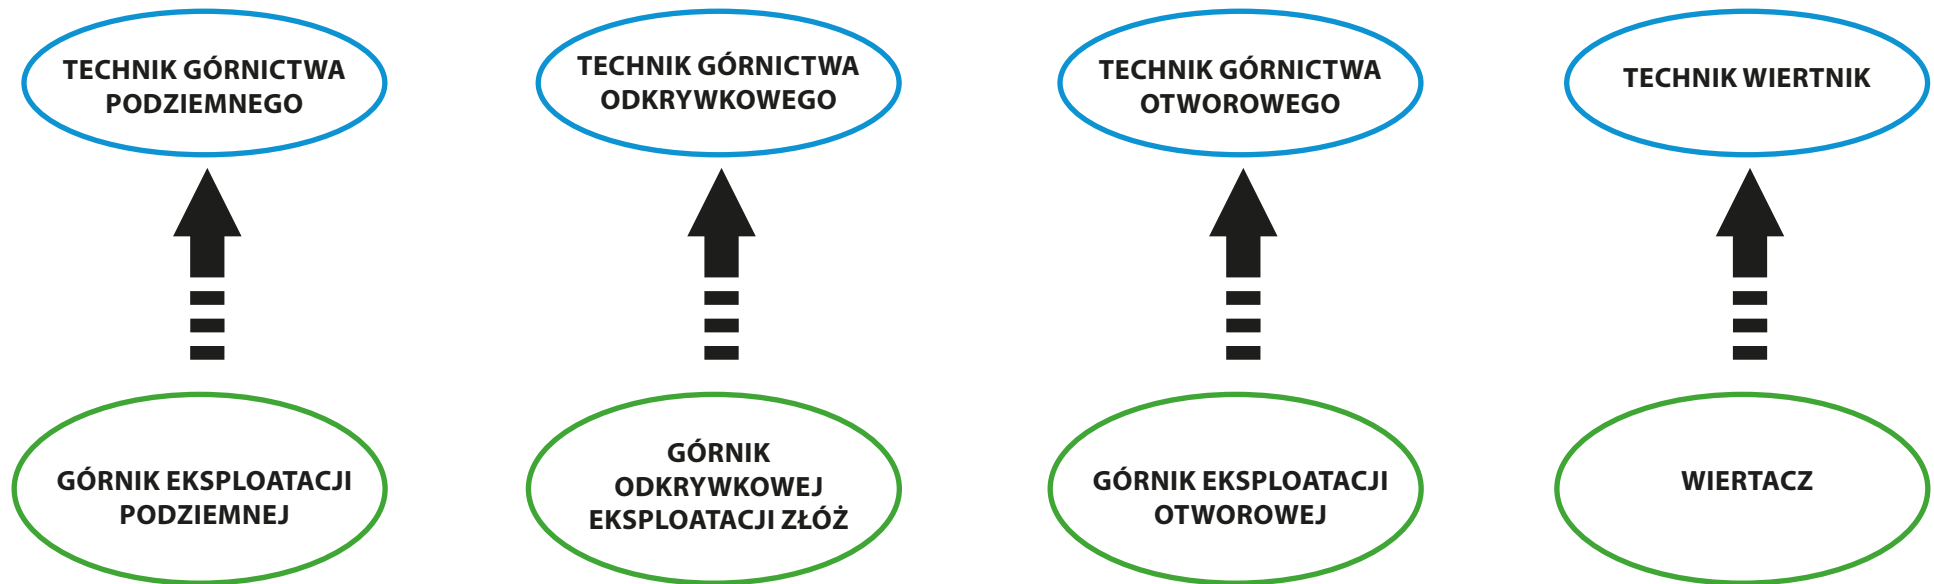 TECHNIK GÓRNICTWA
PODZIEMNEGO
TECHNIK GÓRNICTWA
ODKRYWKOWEGO
TECHNIK GÓRNICTWA
OTWOROWEGO
TECHNIK WIERTNIK
GÓRNIK EKSPLOATACJI
PODZIEMNEJ
GÓRNIK
ODKRYWKOWEJ
EKSPLOATACJI ZŁÓŻ
GÓRNIK EKSPLOATACJI
OTWOROWEJ
WIERTACZ